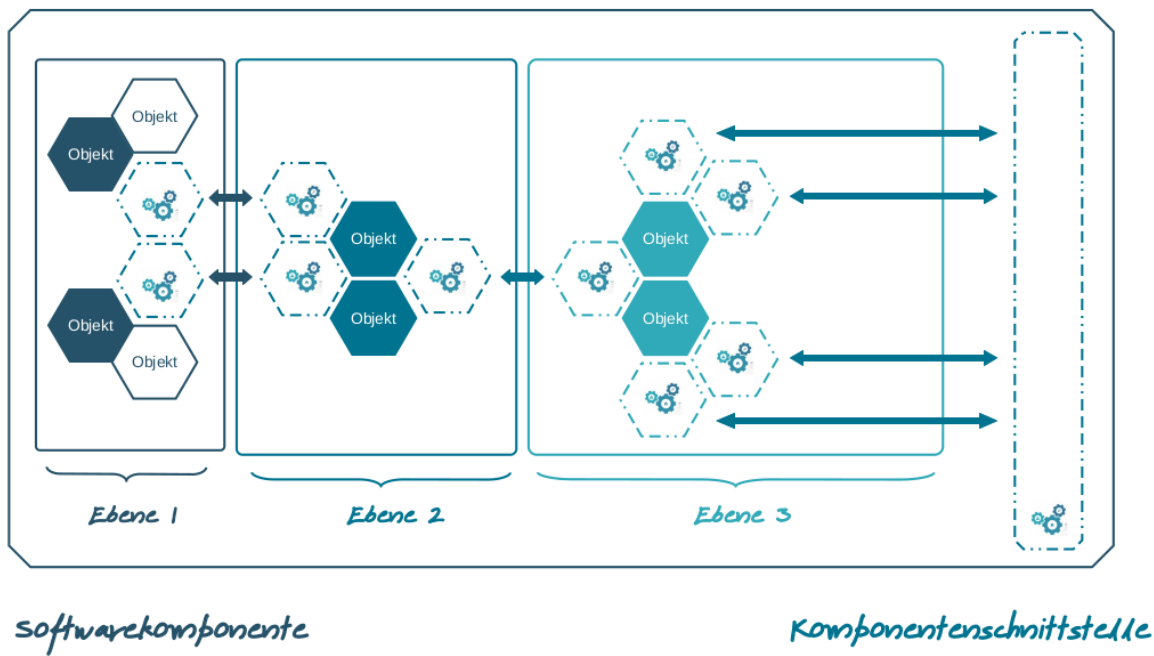 Objekt
Objekt
Objekt
Objekt
Objekt
Objekt
Objekt
Objekt
Ebene 1
Ebene 2
Ebene 3
Softwarekomponente
Komponentenschnittstelle